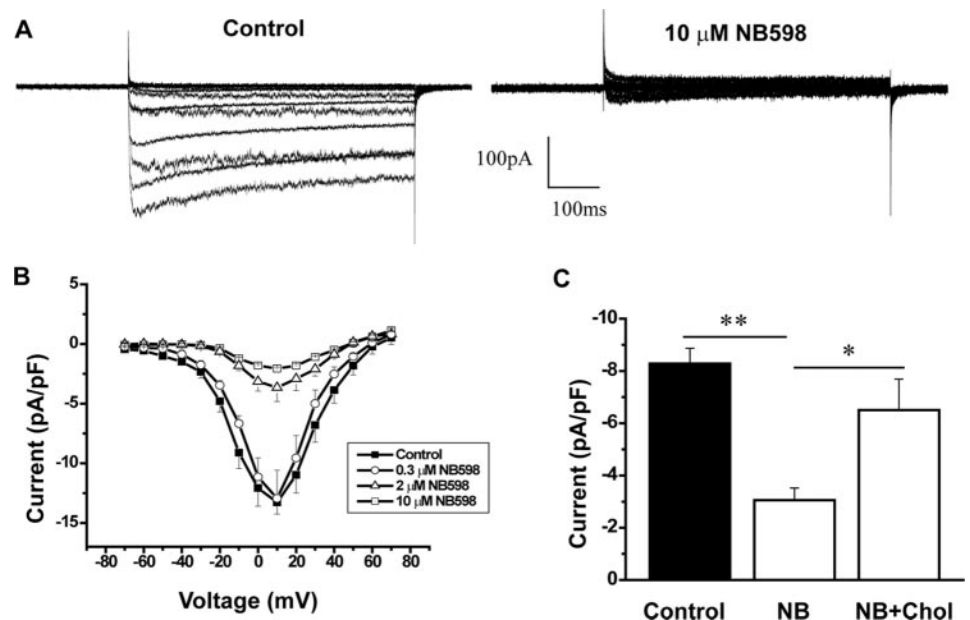 A
Control
10 μM NB598
100pA
100ms
B
5
0
-5
-10
-15
Current (pA/pF)
-80 -60 -40 -20 0 20 40 60 80
Voltage (mV)
Control
0.3 μM NB598
2 μM NB598
10 μM NB598
C
-10
-8
-6
-4
-2
0
Current (pA/pF)
**
*
Control NB NB+Chol